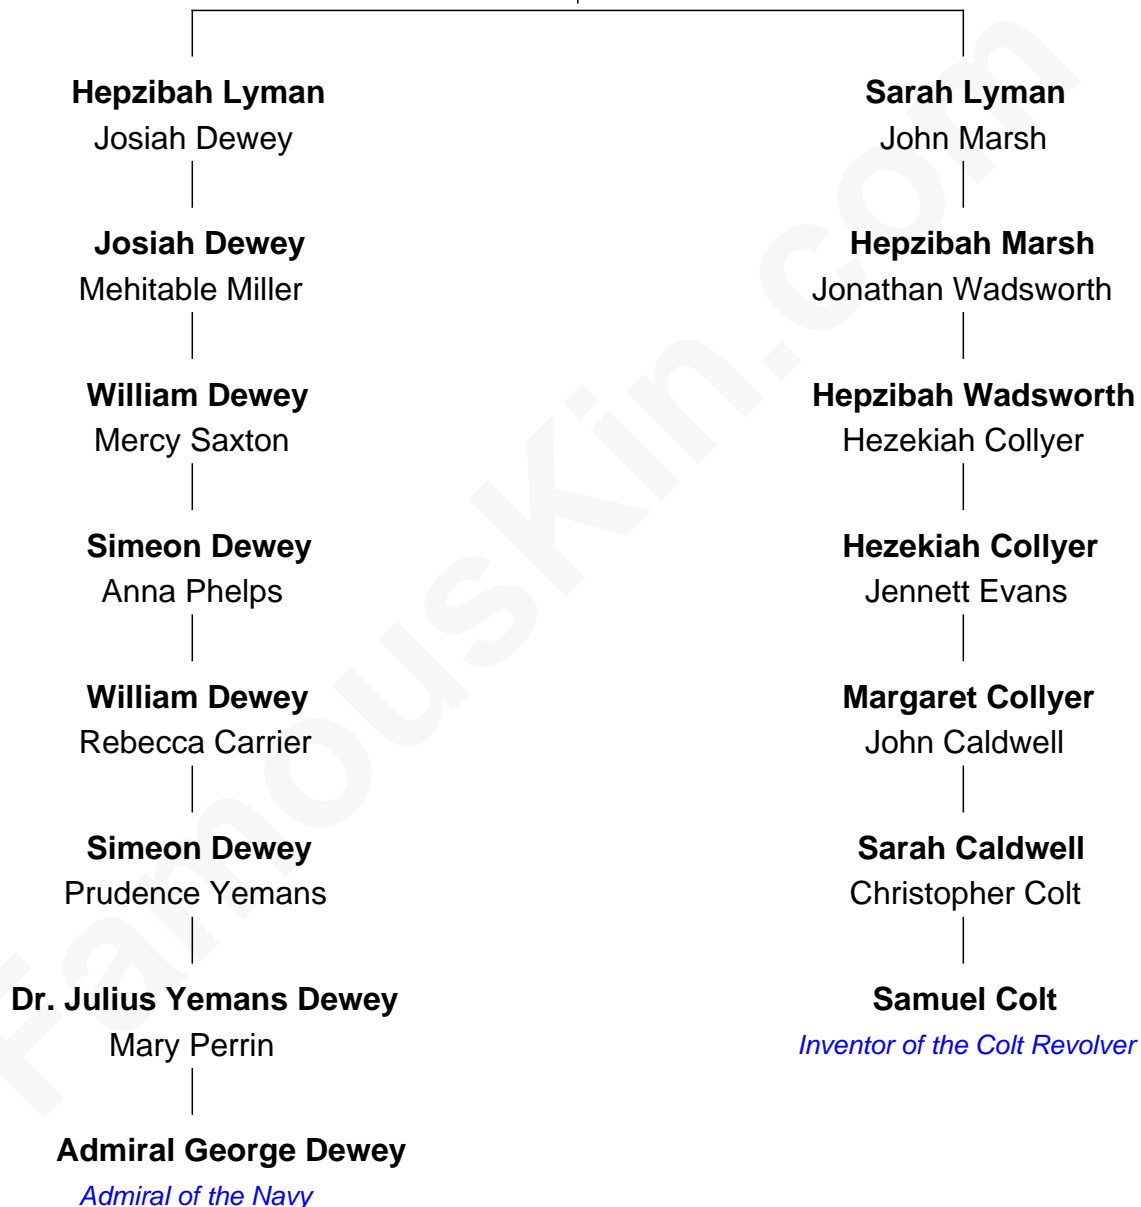 Hepzibah Lyman
Josiah Dewey
Josiah Dewey
Mehitable Miller
William Dewey
Mercy Saxton
Simeon Dewey
Anna Phelps
William Dewey
Rebecca Carrier
Simeon Dewey
Prudence Yemans
Dr. Julius Yemans Dewey
Mary Perrin
Admiral George Dewey
Admiral of the Navy
Sarah Lyman
John Marsh
Hepzibah Marsh
Jonathan Wadsworth
Hepzibah Wadsworth
Hezekiah Collyer
Hezekiah Collyer
Jennett Evans
Margaret Collyer
John Caldwell
Sarah Caldwell
Christopher Colt
Samuel Colt
Inventor of the Colt Revolver
FamousKin.com